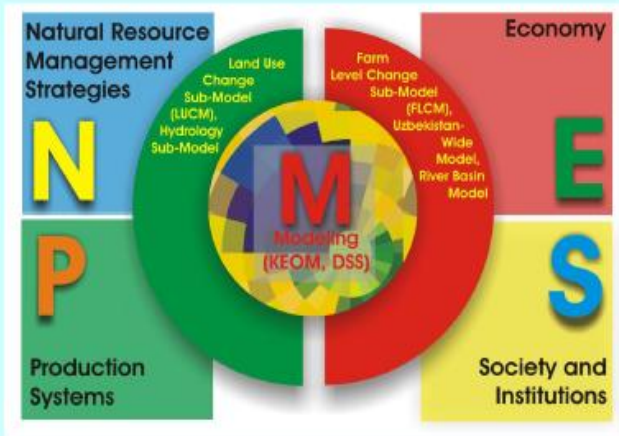 Natural Resource
Management
Strategies
N
Economy
E
Land Use
Change
Sub-Model
(LUCM),
Hydrology
Sub-Model
Farm
Level Change
Sub-Model
(FLCM),
Uzbekistan-
Wide
Model,
River Basin
Model
M
Modeling
(KEOM, DSS)
P
Production
Systems
S
Society and
Institutions